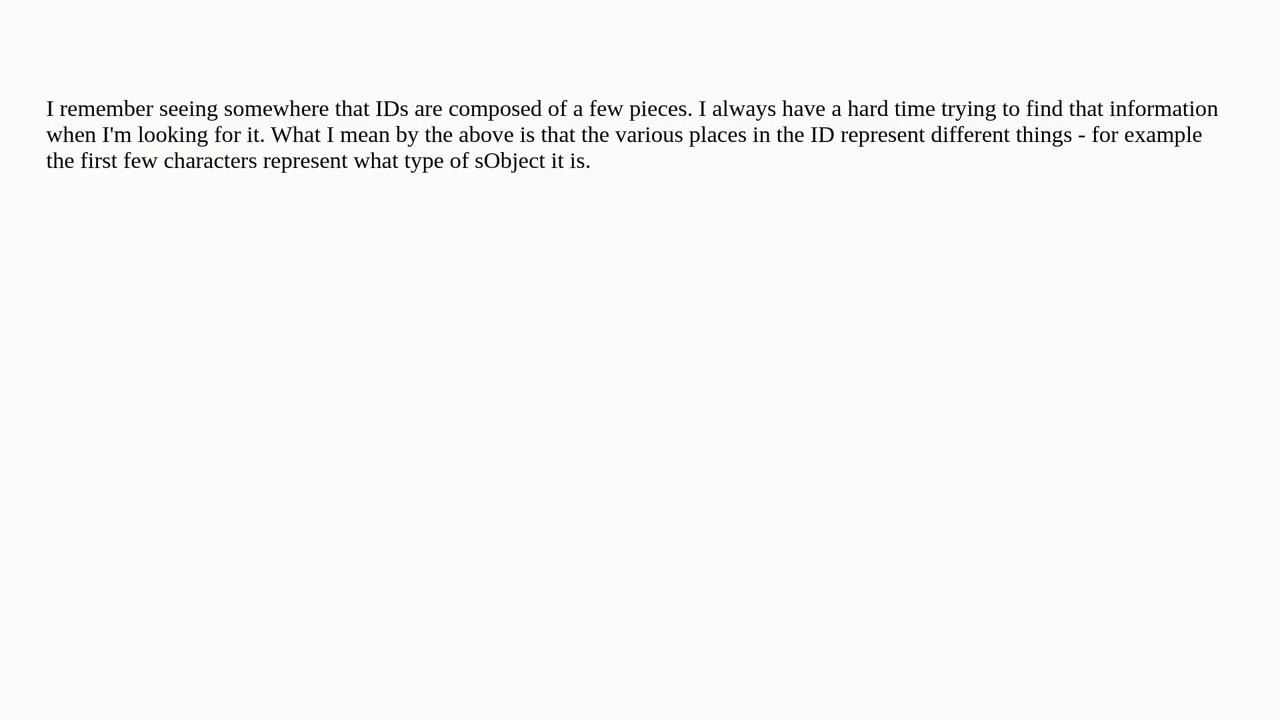 I remember seeing somewhere that IDs are composed of a few pieces. I always have a hard time trying to find that information
when I'm looking for it. What I mean by the above is that the various places in the ID represent different things - for example
the first few characters represent what type of sObject it is.